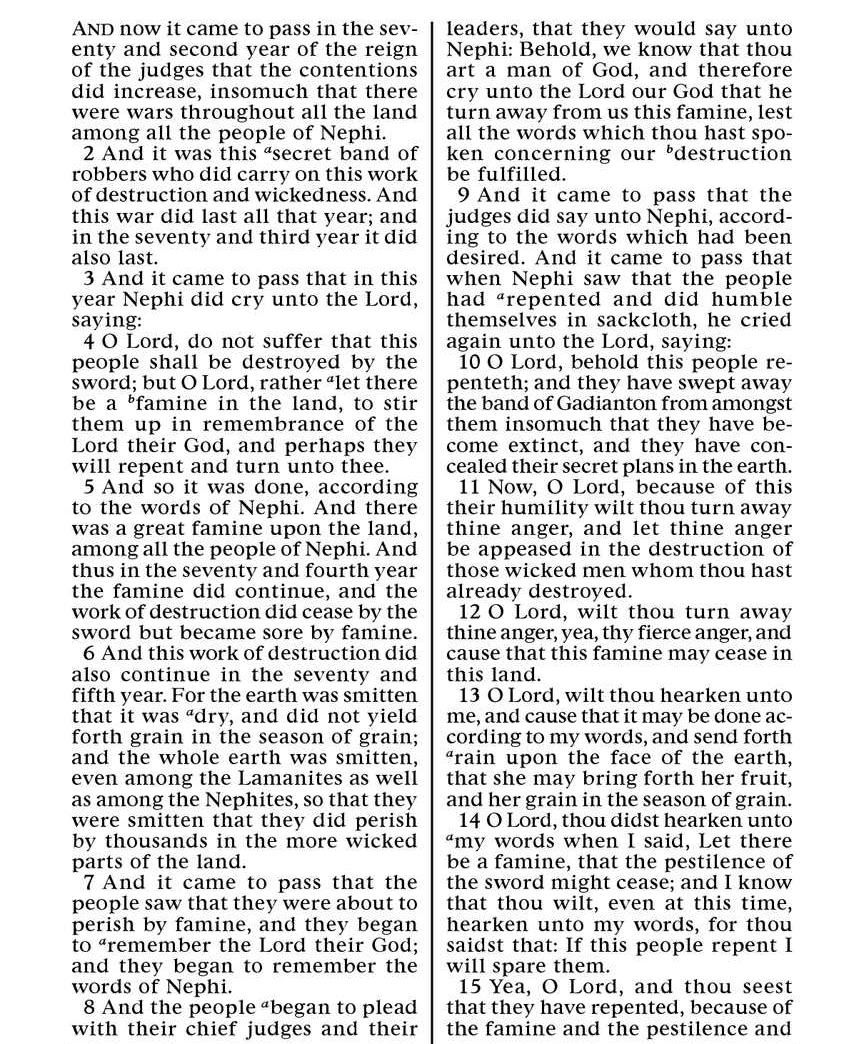 AND now it came to pass in the sev-
enty and second year of the reign
of the judges that the contentions
did increase, insomuch that there
were wars throughout all the land
among all the people of Nephi.
2 And it was this ᵃsecret band of
robbers who did carry on this work
of destruction and wickedness. And
this war did last all that year; and
in the seventy and third year it did
also last.
3 And it came to pass that in this
year Nephi did cry unto the Lord,
saying:
4 O Lord, do not suffer that this
people shall be destroyed by the
sword; but O Lord, rather ᵃlet there
be a ᵇfamine in the land, to stir
them up in remembrance of the
Lord their God, and perhaps they
will repent and turn unto thee.
5 And so it was done, according
to the words of Nephi. And there
was a great famine upon the land,
among all the people of Nephi. And
thus in the seventy and fourth year
the famine did continue, and the
work of destruction did cease by the
sword but became sore by famine.
6 And this work of destruction did
also continue in the seventy and
fifth year. For the earth was smitten
that it was ᵃdry, and did not yield
forth grain in the season of grain;
and the whole earth was smitten,
even among the Lamanites as well
as among the Nephites, so that they
were smitten that they did perish
by thousands in the more wicked
parts of the land.
7 And it came to pass that the
people saw that they were about to
perish by famine, and they began
to ᵃremember the Lord their God;
and they began to remember the
words of Nephi.
8 And the people ᵃbegan to plead
with their chief judges and their
leaders, that they would say unto
Nephi: Behold, we know that thou
art a man of God, and therefore
cry unto the Lord our God that he
turn away from us this famine, lest
all the words which thou hast spo-
ken concerning our ᵇdestruction
be fulfilled.
9 And it came to pass that the
judges did say unto Nephi, accord-
ing to the words which had been
desired. And it came to pass that
when Nephi saw that the people
had ᵃrepented and did humble
themselves in sackcloth, he cried
again unto the Lord, saying:
10 O Lord, behold this people re-
penteth; and they have swept away
the band of Gadianton from amongst
them insomuch that they have be-
come extinct, and they have con-
cealed their secret plans in the earth.
11 Now, O Lord, because of this
their humility wilt thou turn away
thine anger, and let thine anger
be appeased in the destruction of
those wicked men whom thou hast
already destroyed.
12 O Lord, wilt thou turn away
thine anger, yea, thy fierce anger, and
cause that this famine may cease in
this land.
13 O Lord, wilt thou hearken unto
me, and cause that it may be done ac-
cording to my words, and send forth
ᵃrain upon the face of the earth,
that she may bring forth her fruit,
and her grain in the season of grain.
14 O Lord, thou didst hearken unto
ᵃmy words when I said, Let there
be a famine, that the pestilence of
the sword might cease; and I know
that thou wilt, even at this time,
hearken unto my words, for thou
saidst that: If this people repent I
will spare them.
15 Yea, O Lord, and thou seest
that they have repented, because of
the famine and the pestilence and